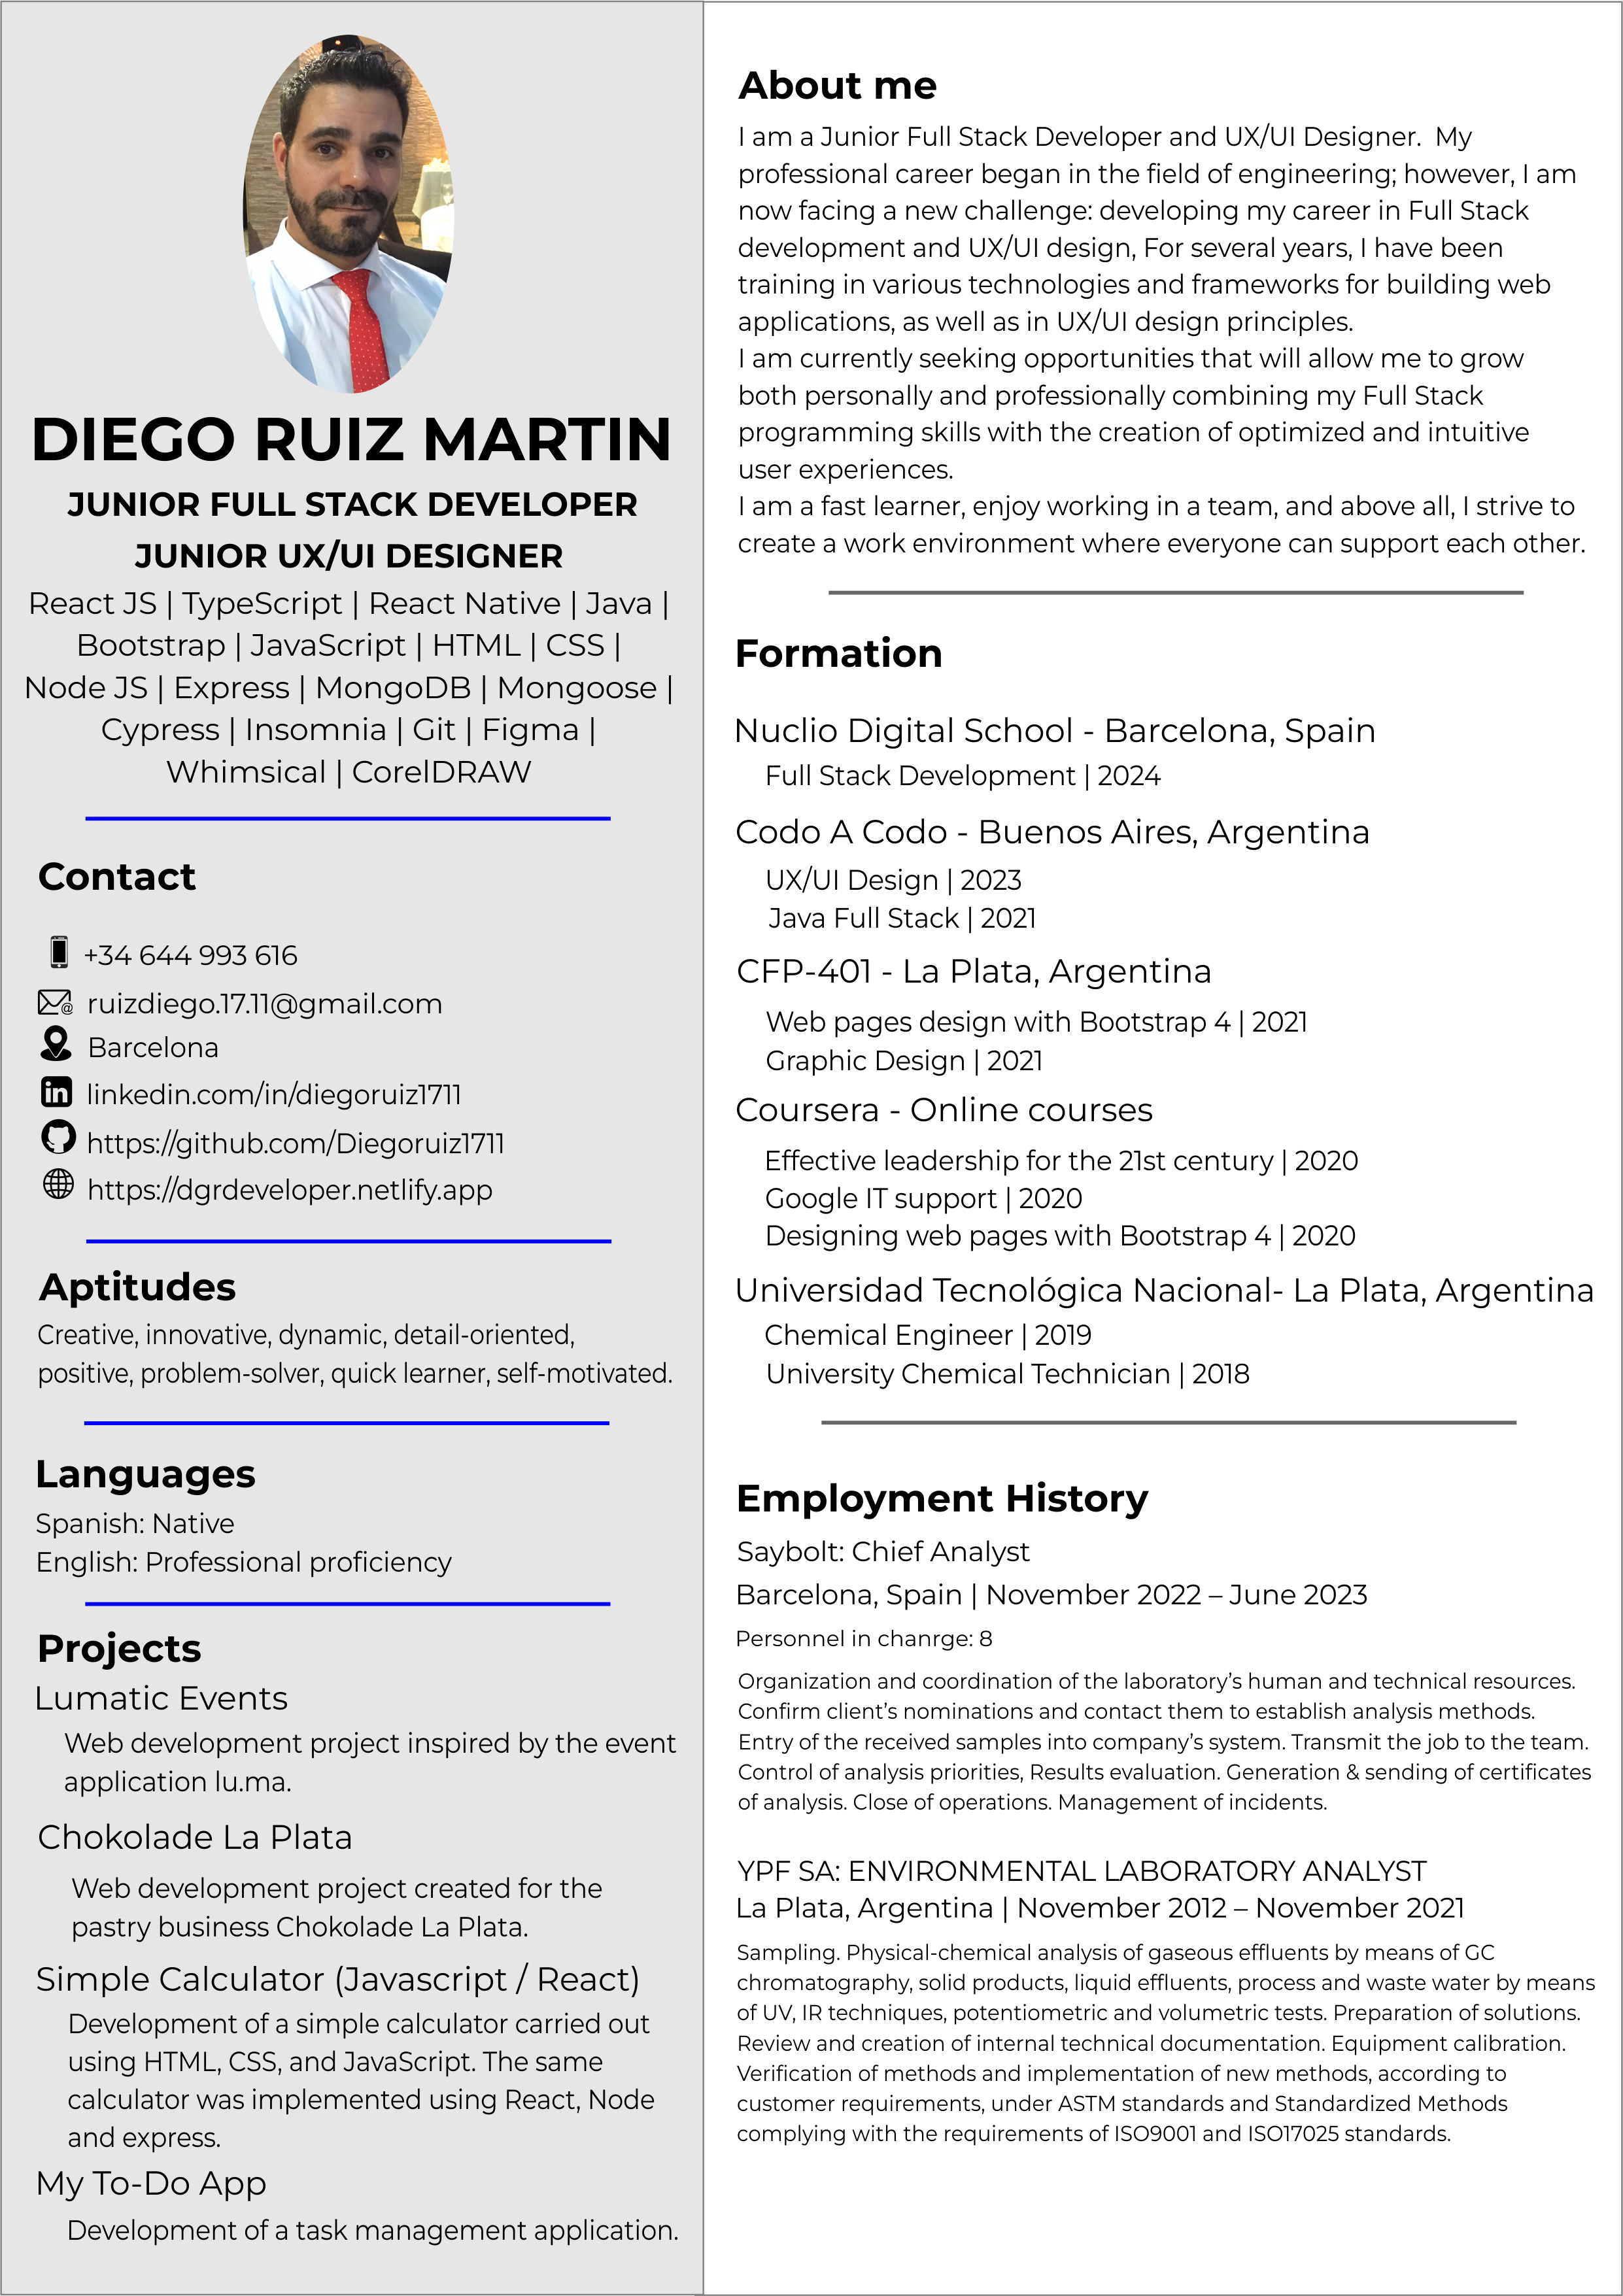 DIEGO RUIZ MARTIN
JUNIOR FULL STACK DEVELOPER
JUNIOR UX/UI DESIGNER
React JS | TypeScript | React Native | Java |
Bootstrap | JavaScript | HTML | CSS |
Node JS | Express | MongoDB | Mongoose |
Cypress | Insomnia | Git | Figma |
Whimsical | CorelDRAW
Contact
+34 644 993 616
ruizdiego.17.11@gmail.com
Barcelona
linkedin.com/in/diegoruiz1711
https://github.com/Diegoruiz1711
https://dgrdeveloper.netlify.app
Aptitudes
Creative, innovative, dynamic, detail-oriented,
positive, problem-solver, quick learner, self-motivated.
Languages
Spanish: Native
English: Professional proficiency
Projects
Lumatic Events
Web development project inspired by the event
application lu.ma.
Chokolade La Plata
Web development project created for the
pastry business Chokolade La Plata.
Simple Calculator (Javascript / React)
Development of a simple calculator carried out
using HTML, CSS, and JavaScript. The same
calculator was implemented using React, Node
and express.
My To-Do App
Development of a task management application.
About me
I am a Junior Full Stack Developer and UX/UI Designer.  My
professional career began in the field of engineering; however, I am
now facing a new challenge: developing my career in Full Stack
development and UX/UI design, For several years, I have been
training in various technologies and frameworks for building web
applications, as well as in UX/UI design principles.
I am currently seeking opportunities that will allow me to grow
both personally and professionally combining my Full Stack
programming skills with the creation of optimized and intuitive
user experiences.
I am a fast learner, enjoy working in a team, and above all, I strive to
create a work environment where everyone can support each other.
Formation
Nuclio Digital School - Barcelona, Spain
Full Stack Development | 2024
Codo A Codo - Buenos Aires, Argentina
UX/UI Design | 2023
Java Full Stack | 2021
CFP-401 - La Plata, Argentina
Web pages design with Bootstrap 4 | 2021
Graphic Design | 2021
Coursera - Online courses
Effective leadership for the 21st century | 2020
Google IT support | 2020
Designing web pages with Bootstrap 4 | 2020
Universidad Tecnológica Nacional- La Plata, Argentina
Chemical Engineer | 2019
University Chemical Technician | 2018
Employment History
Saybolt: Chief Analyst
Barcelona, Spain | November 2022 – June 2023
Personnel in chanrge: 8
Organization and coordination of the laboratory’s human and technical resources.
Confirm client’s nominations and contact them to establish analysis methods.
Entry of the received samples into company’s system. Transmit the job to the team.
Control of analysis priorities, Results evaluation. Generation & sending of certificates
of analysis. Close of operations. Management of incidents.
YPF SA: ENVIRONMENTAL LABORATORY ANALYST
La Plata, Argentina | November 2012 – November 2021
Sampling. Physical-chemical analysis of gaseous effluents by means of GC
chromatography, solid products, liquid effluents, process and waste water by means
of UV, IR techniques, potentiometric and volumetric tests. Preparation of solutions.
Review and creation of internal technical documentation. Equipment calibration.
Verification of methods and implementation of new methods, according to
customer requirements, under ASTM standards and Standardized Methods
complying with the requirements of ISO9001 and ISO17025 standards.